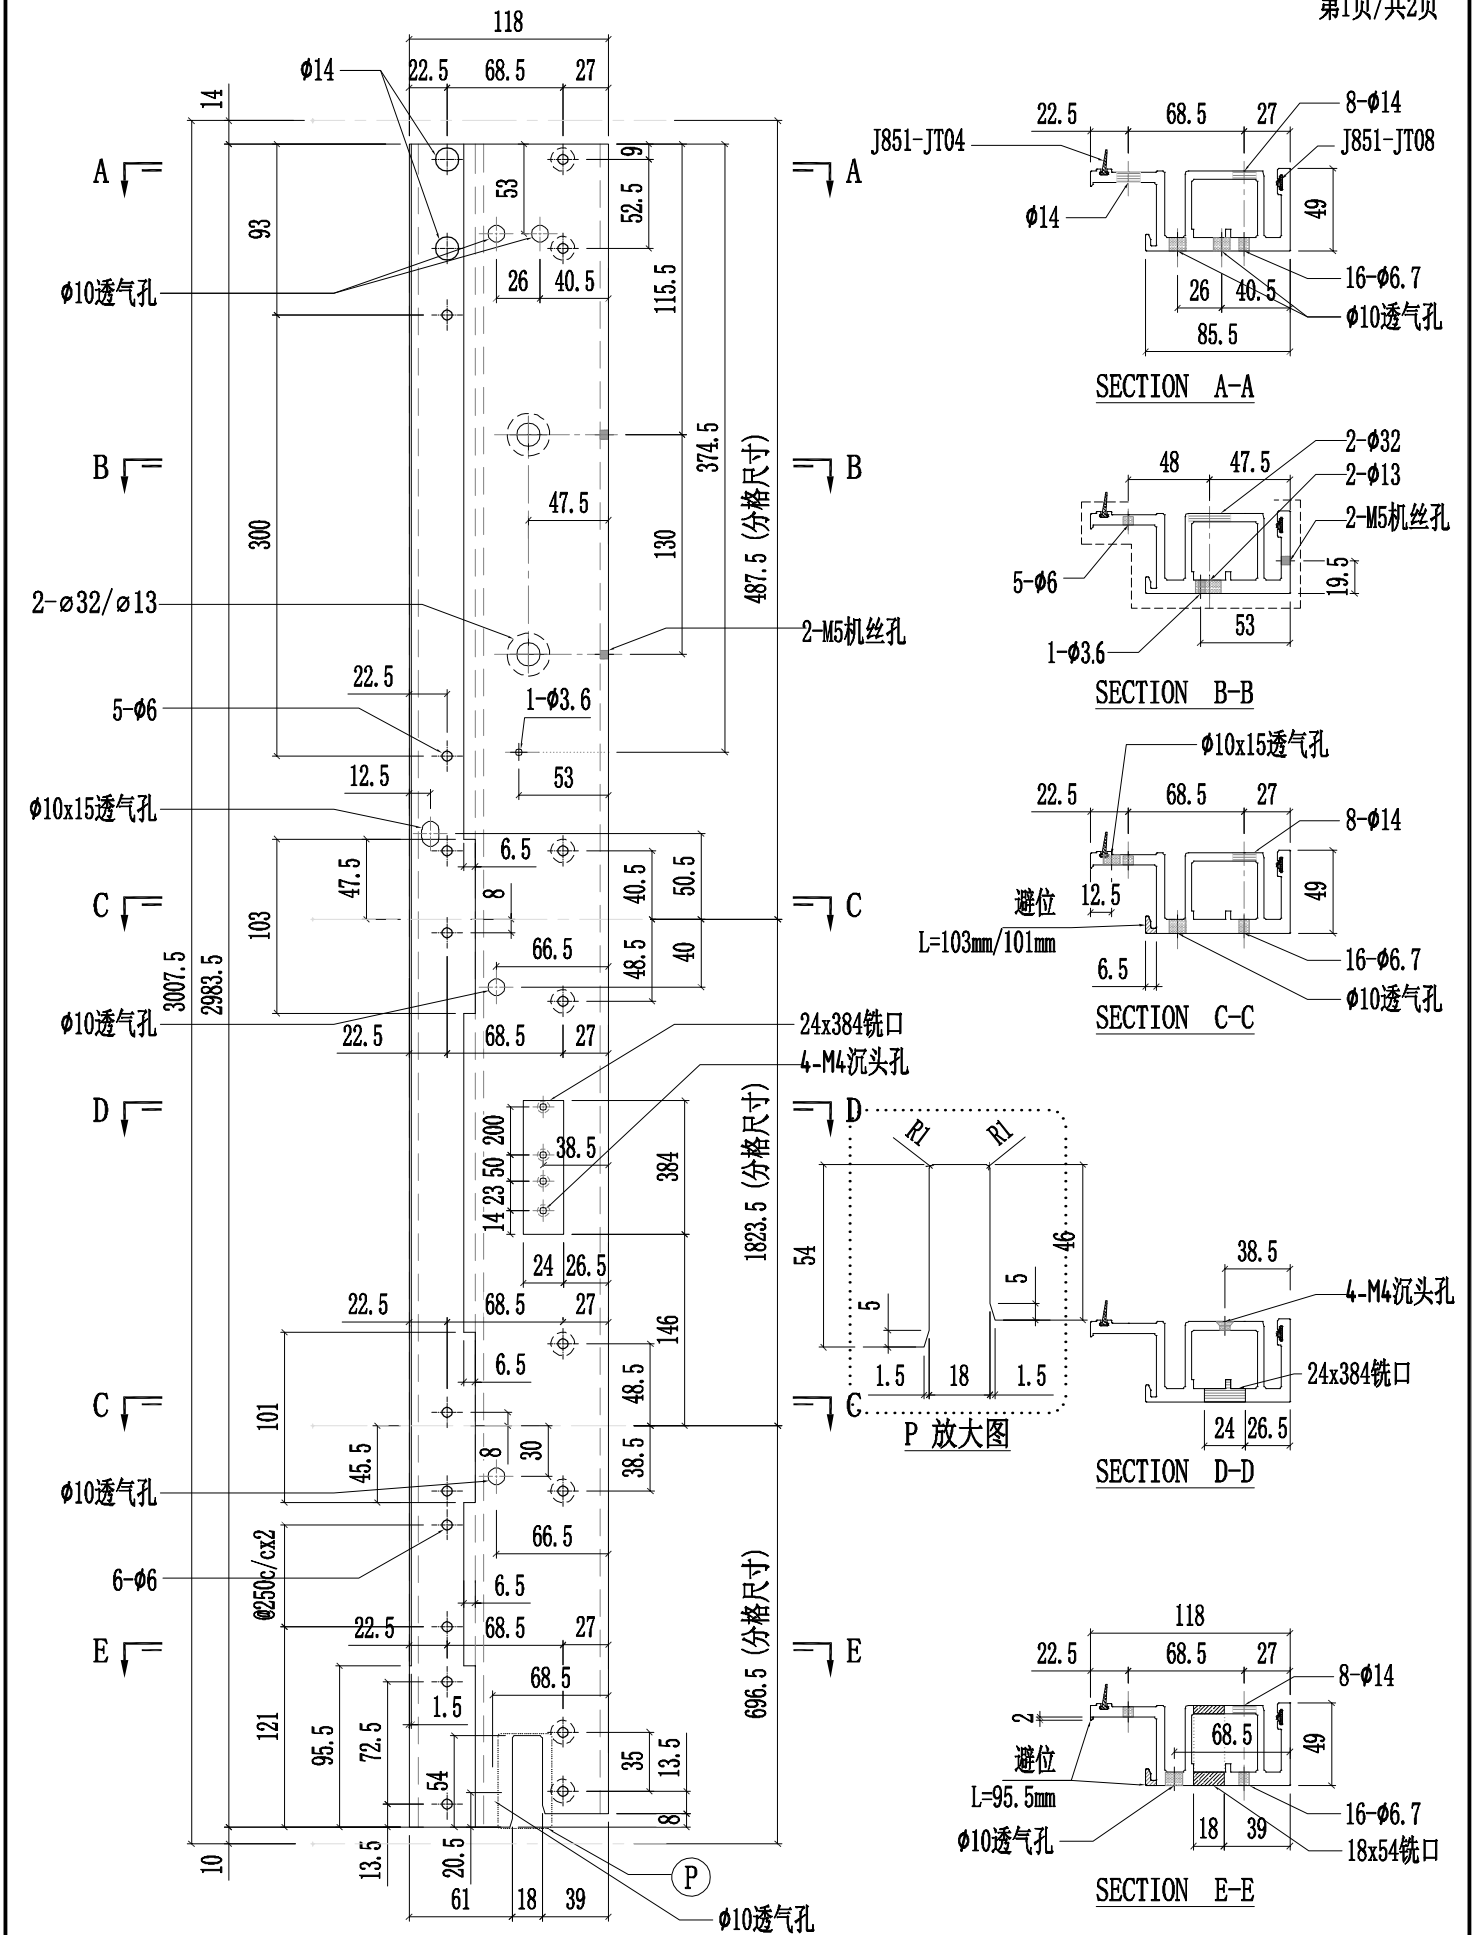 第1页/共2页
118
22.5
68.5
27
Φ14
14
A
A
93
53
9
52.5
26
40.5
Φ10透气孔
115.5
374.5
487.5 (分格尺寸)
B
B
47.5
300
130
2-⌀32/⌀13
2-M5机丝孔
22.5
5-Φ6
1-Φ3.6
53
12.5
Φ10x15透气孔
6.5
47.5
103
8
40.5
50.5
C
C
66.5
48.5
40
3007.5
2983.5
Φ10透气孔
22.5
68.5
27
24x384铣口
4-M4沉头孔
D
D
200
50
23
14
38.5
384
1823.5 (分格尺寸)
24
26.5
22.5
68.5
27
146
6.5
48.5
C
C
101
45.5
8
30
38.5
Φ10透气孔
66.5
@250c/cx2
6-Φ6
6.5
22.5
68.5
27
696.5 (分格尺寸)
E
E
68.5
1.5
121
95.5
72.5
54
35
13.5
8
10
13.5
20.5
61
18
39
P
Φ10透气孔
22.5
68.5
27
8-Φ14
J851-JT04
J851-JT08
Φ14
49
16-Φ6.7
26
40.5
Φ10透气孔
85.5
SECTION A-A
2-Φ32
48
47.5
2-Φ13
2-M5机丝孔
5-Φ6
19.5
53
1-Φ3.6
SECTION B-B
Φ10x15透气孔
22.5
68.5
27
8-Φ14
避位
12.5
49
L=103mm/101mm
6.5
16-Φ6.7
Φ10透气孔
SECTION C-C
R1
R1
54
46
5
5
1.5
18
1.5
P 放大图
38.5
4-M4沉头孔
24x384铣口
24
26.5
SECTION D-D
118
22.5
68.5
27
8-Φ14
2
68.5
49
避位
L=95.5mm
16-Φ6.7
Φ10透气孔
18
39
18x54铣口
SECTION E-E